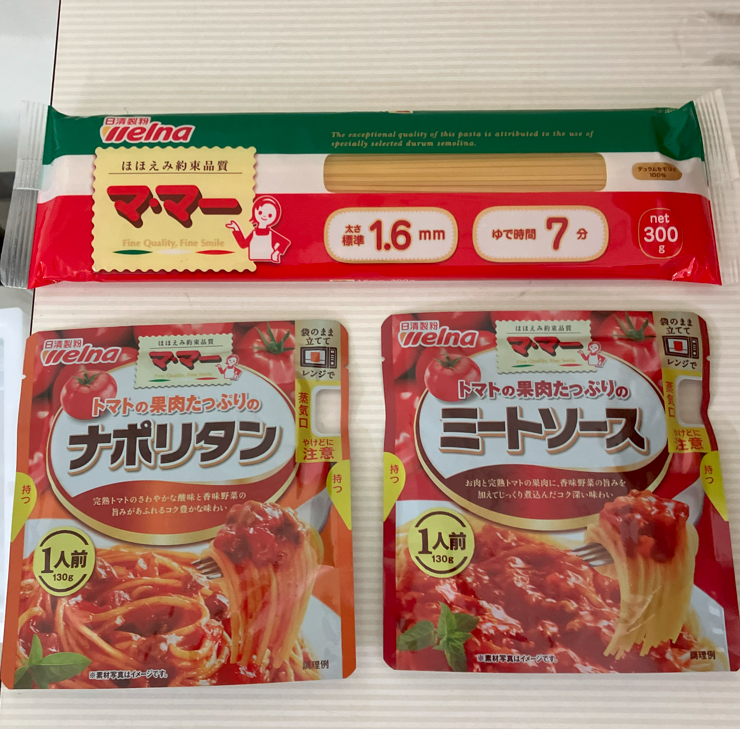 日清製粉
Welna
ほほえみ約束品質
マ・マー
Fine Quality, Fine Smile
The exceptional quality of this pasta is attributed to the use of
specially selected durum semolina.
デュラムセモリナ
100%
太さ
標準 1.6 mm
ゆで時間 7 分
net
300
g
日清製粉
Welna
ほほえみ約束品質
マ・マー
袋のまま
立てて
レンジで
蒸気口
やけどに
注意
トマトの果肉たっぷりの
ナポリタン
完熟トマトのさわやかな酸味と香味野菜の
旨みがあふれるコク豊かな味わい
持つ
持つ
1人前
130g
※素材写真はイメージです。
調理例
日清製粉
Welna
ほほえみ約束品質
マ・マー
袋のまま
立てて
レンジで
蒸気口
やけどに
注意
トマトの果肉たっぷりの
ミートソース
お肉と完熟トマトの果肉に、香味野菜の旨みを
加えてじっくり煮込んだコク深い味わい
持つ
持つ
1人前
130g
※素材写真はイメージです。
調理例